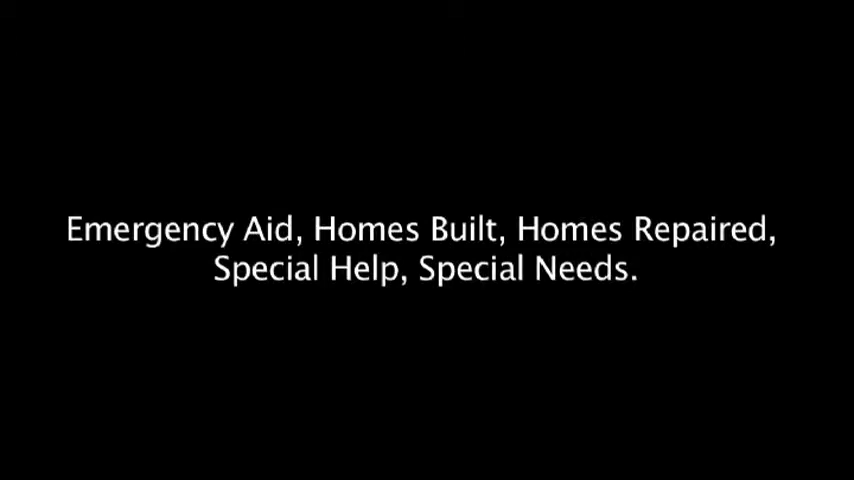 Emergency Aid, Homes Built, Homes Repaired,
Special Help, Special Needs.